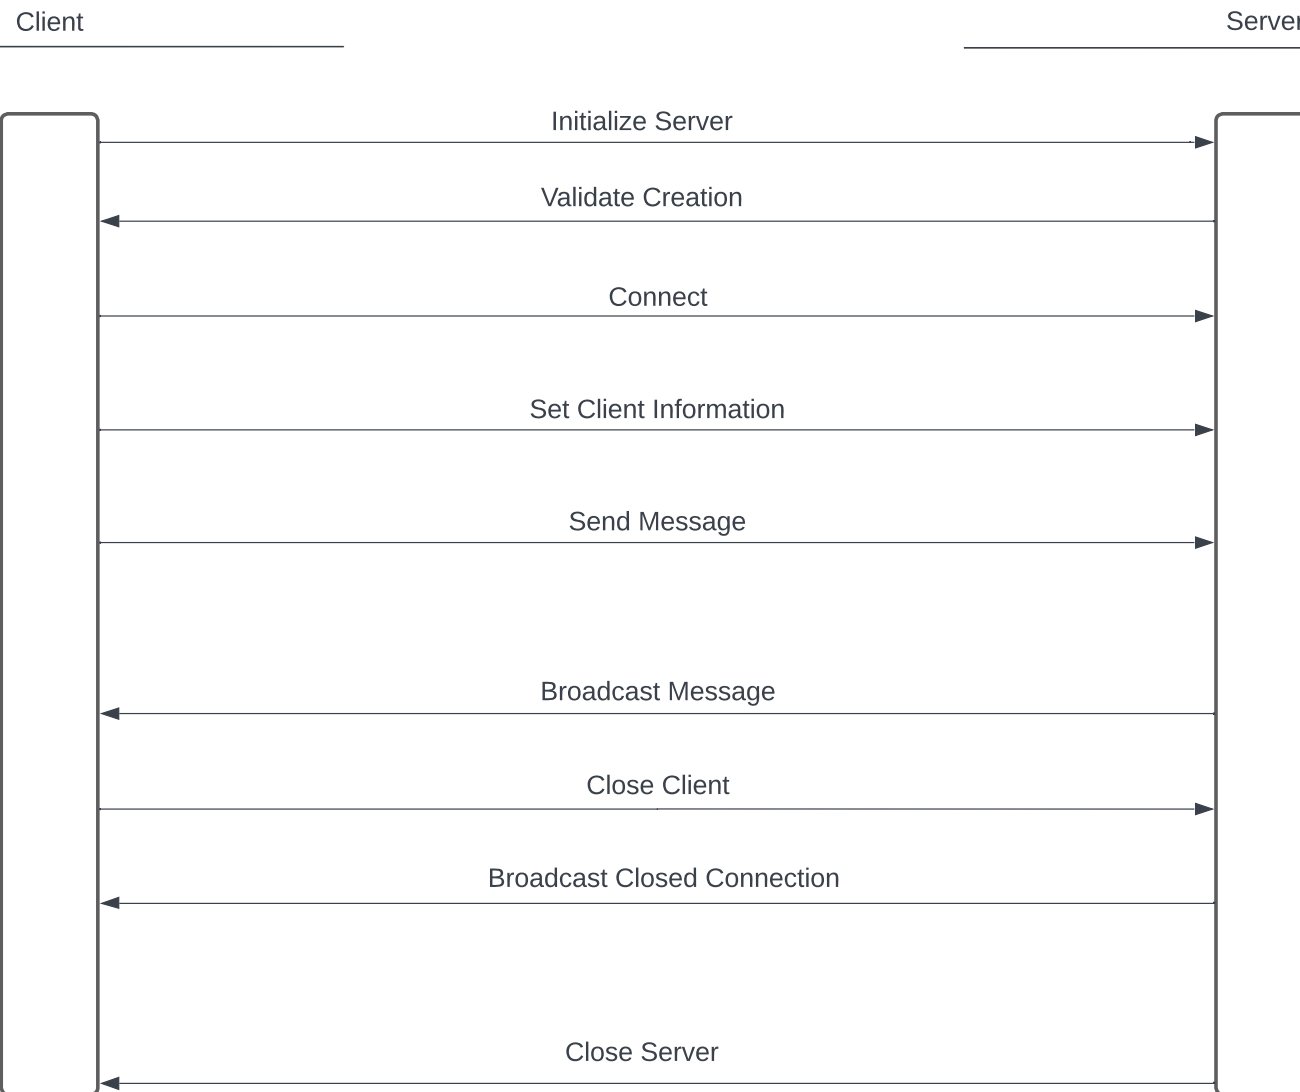 Client
Server
Initialize Server
Validate Creation
Connect
Set Client Information
Send Message
Broadcast Message
Close Client
Broadcast Closed Connection
Close Server